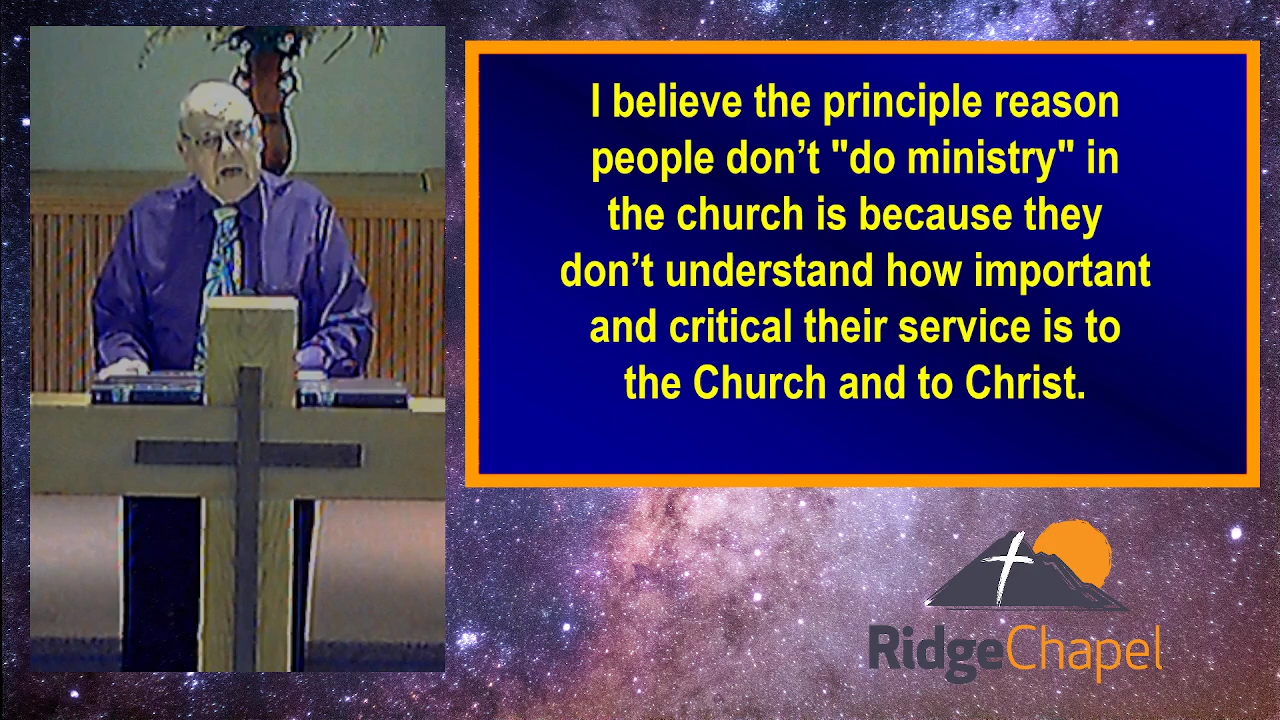 I believe the principle reason
people don’t "do ministry" in
the church is because they
don’t understand how important
and critical their service is to
the Church and to Christ.
RidgeChapel